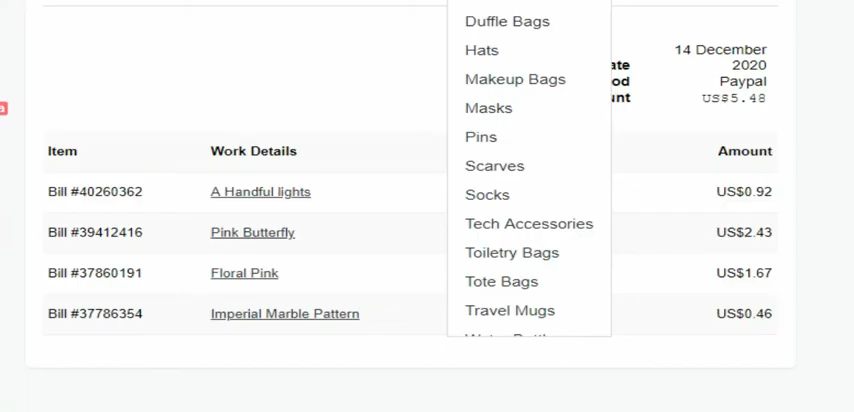 Duffle Bags
Hats
Makeup Bags
Masks
Pins
Scarves
Socks
Tech Accessories
Toiletry Bags
Tote Bags
Travel Mugs
14 December
2020
Paypal
US$5.48
Item Work Details Amount
Bill #40260362 A Handful lights US$0.92
Bill #39412416 Pink Butterfly US$2.43
Bill #37860191 Floral Pink US$1.67
Bill #37786354 Imperial Marble Pattern US$0.46